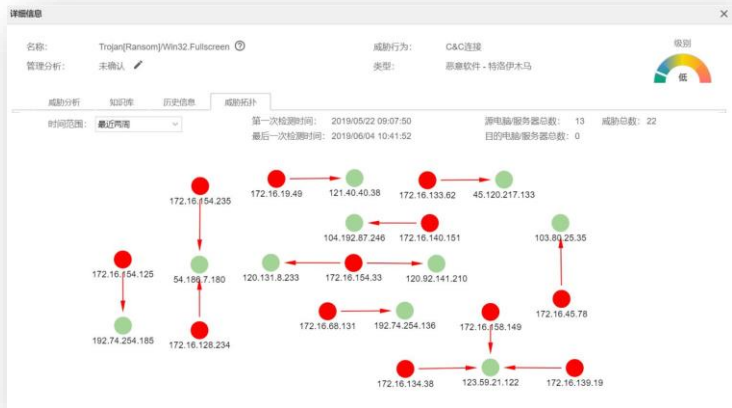 详细信息
名称: Trojan[Ransom]/Win32.Fullscreen 威胁行为: C&C连接 级别
管理分析: 未确认 类型: 恶意软件 - 特洛伊木马 低
威胁分析 知识库 历史信息 威胁拓扑
时间范围: 最近两周 第一次检测时间: 2019/05/22 09:07:50 源电脑/服务器总数: 13 威胁总数: 22
最后一次检测时间: 2019/06/04 10:41:52 目的电脑/服务器总数: 0
172.16.154.235 172.16.19.49 121.40.40.38 172.16.133.62 45.120.217.133
104.192.87.246 172.16.140.151 103.80.25.35
172.16.154.125 54.186.7.180 120.131.8.233 172.16.154.33 120.92.141.210
172.16.45.78
192.74.254.185 172.16.128.234 172.16.68.131 192.74.254.136 172.16.158.149
172.16.134.38 123.59.21.122 172.16.139.19